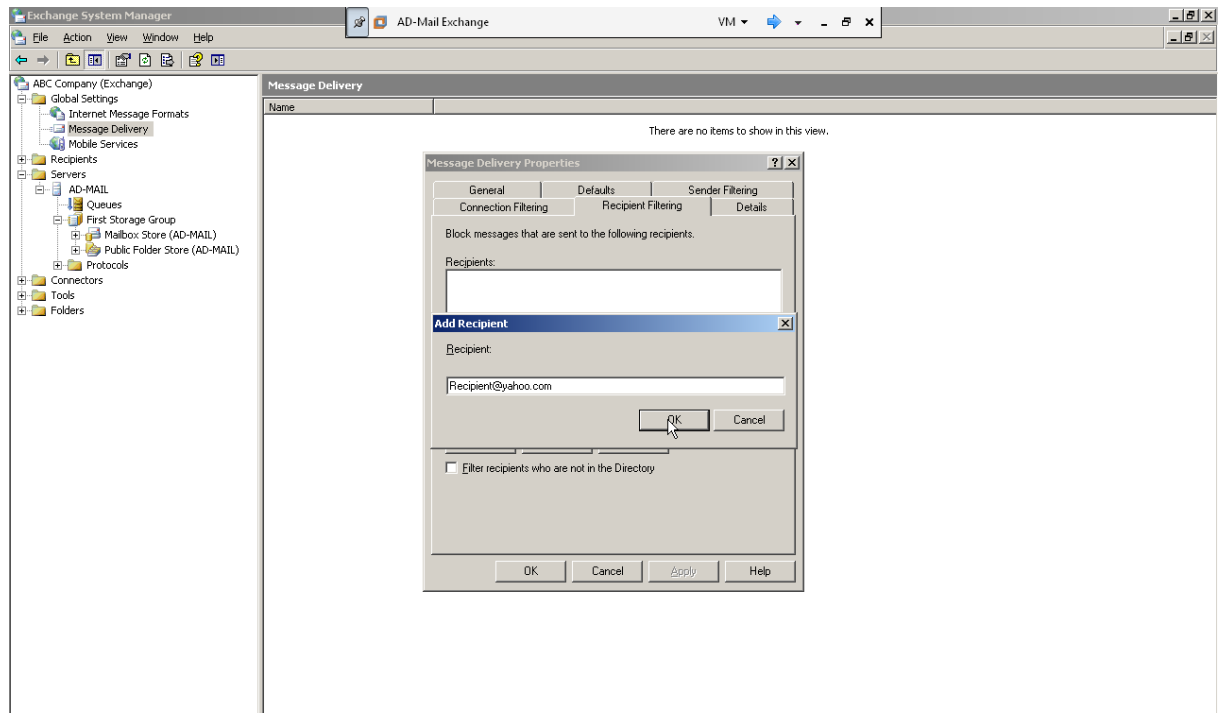 Exchange System Manager
AD-Mail Exchange
VM
File Action View Window Help
ABC Company (Exchange)
Global Settings
Internet Message Formats
Message Delivery
Mobile Services
Recipients
Servers
AD-MAIL
Queues
First Storage Group
Mailbox Store (AD-MAIL)
Public Folder Store (AD-MAIL)
Protocols
Connectors
Tools
Folders
Message Delivery
Name
There are no items to show in this view.
Message Delivery Properties
General Defaults Sender Filtering
Connection Filtering Recipient Filtering Details
Block messages that are sent to the following recipients.
Recipients:
Add Recipient
Recipient:
Recipient@yahoo.com
OK Cancel
Filter recipients who are not in the Directory
OK Cancel Apply Help